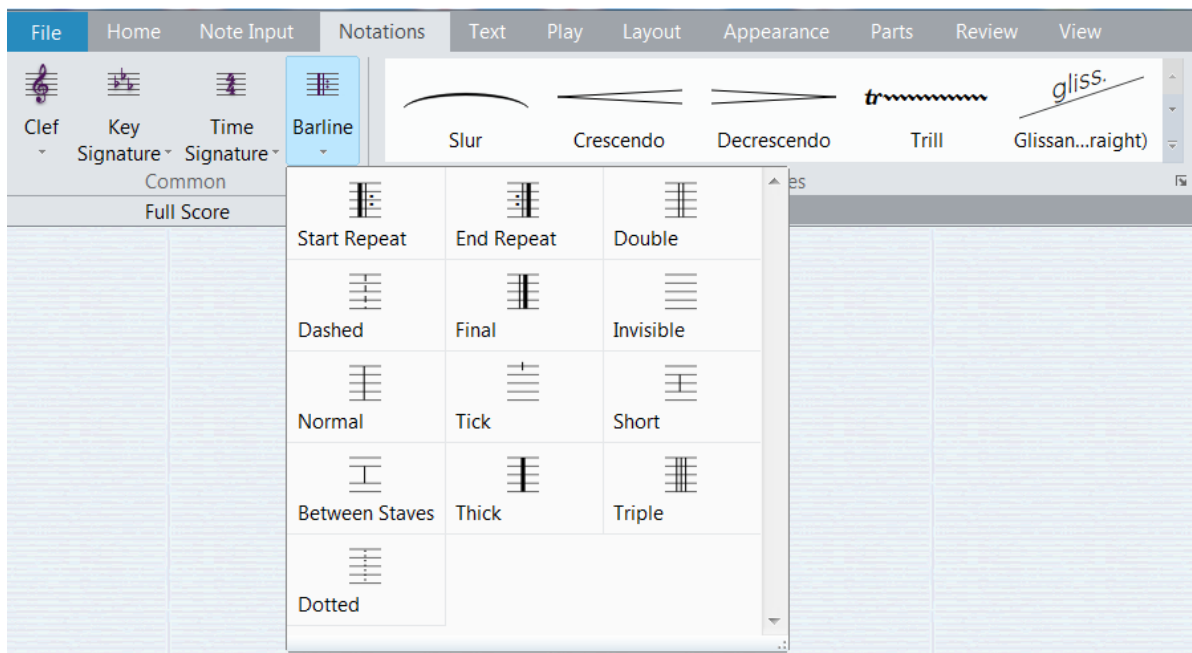 File Home Note Input Notations Text Play Layout Appearance Parts Review View
gliss.
tr
Clef Key Signature Time Signature Barline Slur Crescendo Decrescendo Trill Glissan...raight)
Common es
Full Score
Start Repeat End Repeat Double
Dashed Final Invisible
Normal Tick Short
Between Staves Thick Triple
Dotted